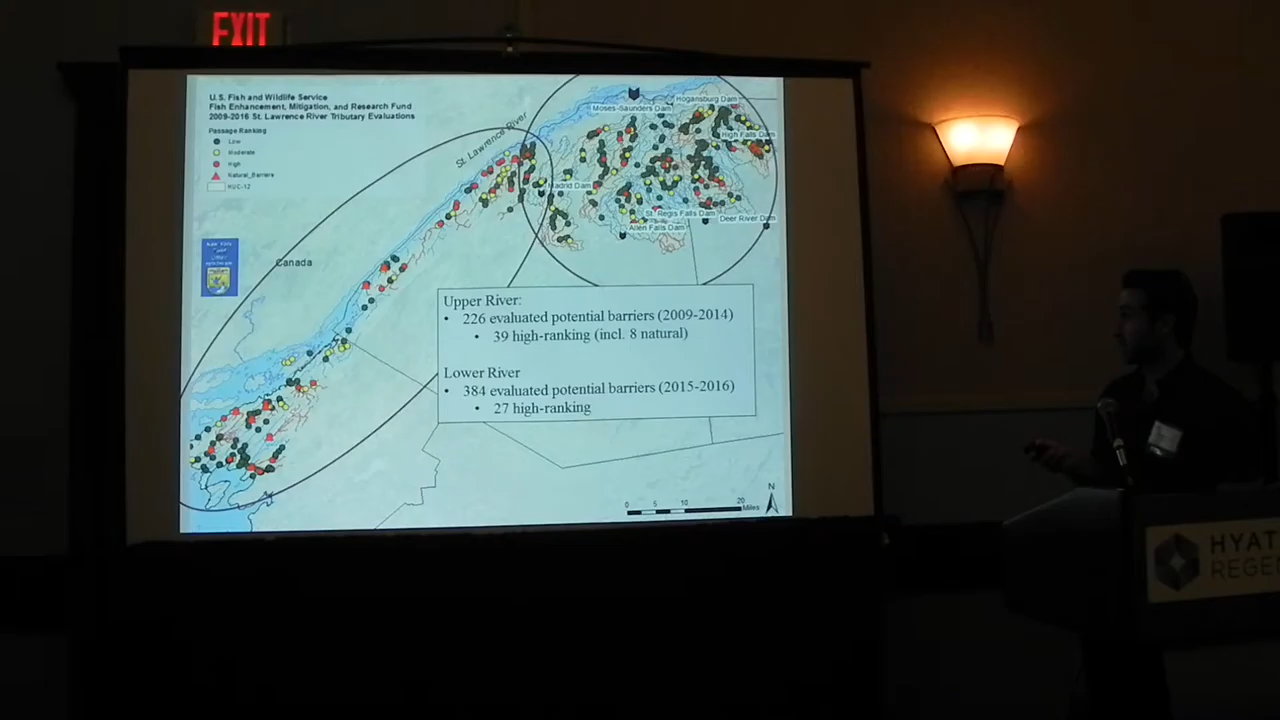 EXIT
U.S. Fish and Wildlife Service
Fish Enhancement, Mitigation, and Research Fund
2009-2016 St. Lawrence River Tributary Evaluations
Passage Ranking
Low
Moderate
High
Natural_Barriers
HUC-12
St. Lawrence River
Moses-Saunders Dam
Hogansburg Dam
High Falls Dam
Madrid Dam
St. Regis Falls Dam
Deer River Dam
Allen Falls Dam
Canada
Upper River:
• 226 evaluated potential barriers (2009-2014)
• 39 high-ranking (incl. 8 natural)
Lower River
• 384 evaluated potential barriers (2015-2016)
• 27 high-ranking
N
0 5 10 20
Miles
HYAT
REGE